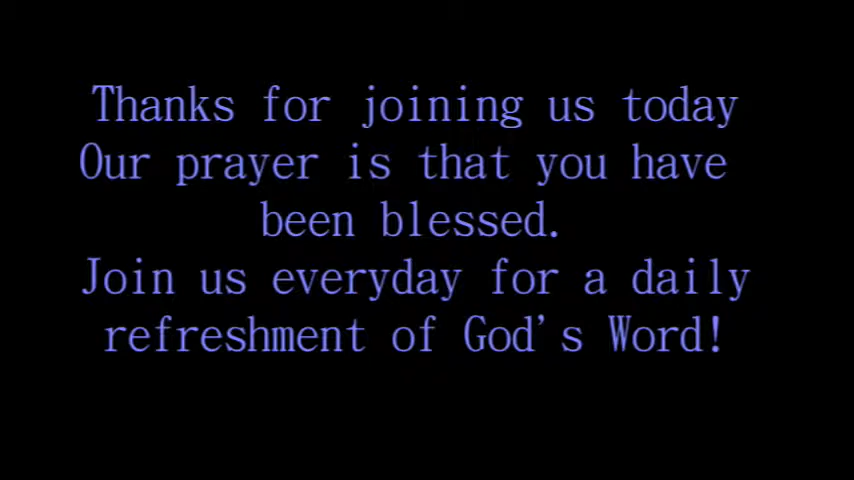 Thanks for joining us today
Our prayer is that you have
been blessed.
Join us everyday for a daily
refreshment of God's Word!